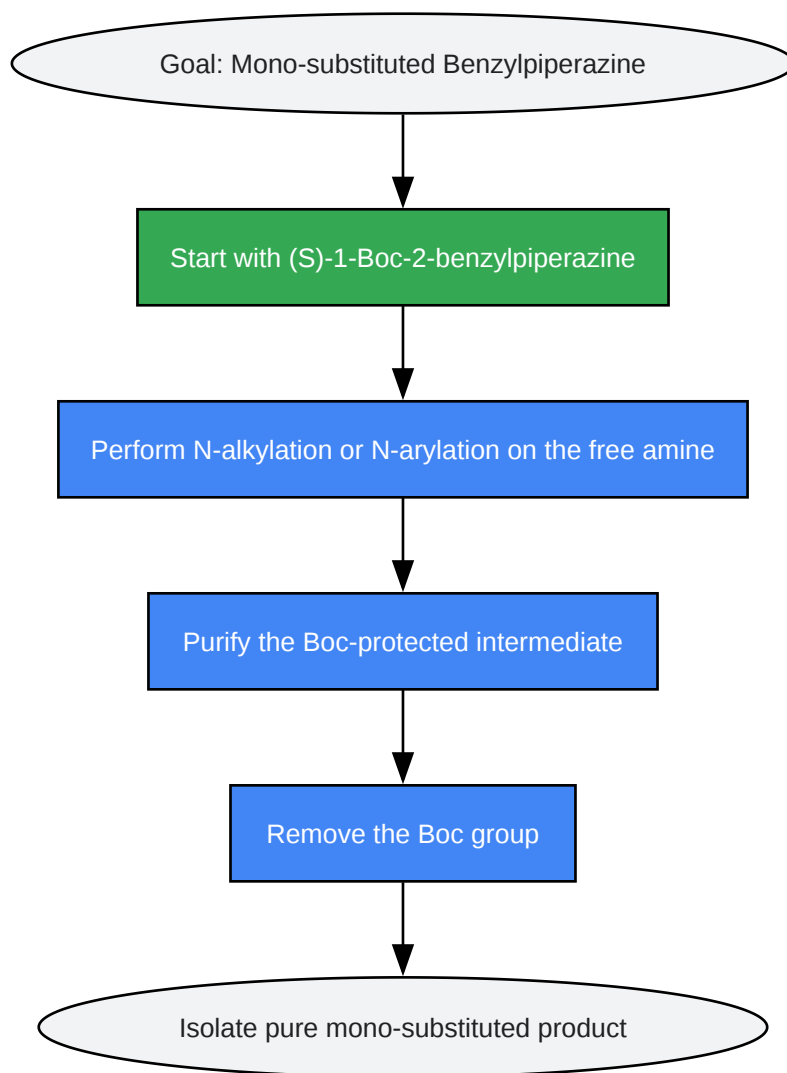 Goal: Mono-substituted Benzylpiperazine
Start with (S)-1-Boc-2-benzylpiperazine
Perform N-alkylation or N-arylation on the free amine
Purify the Boc-protected intermediate
Remove the Boc group
Isolate pure mono-substituted product